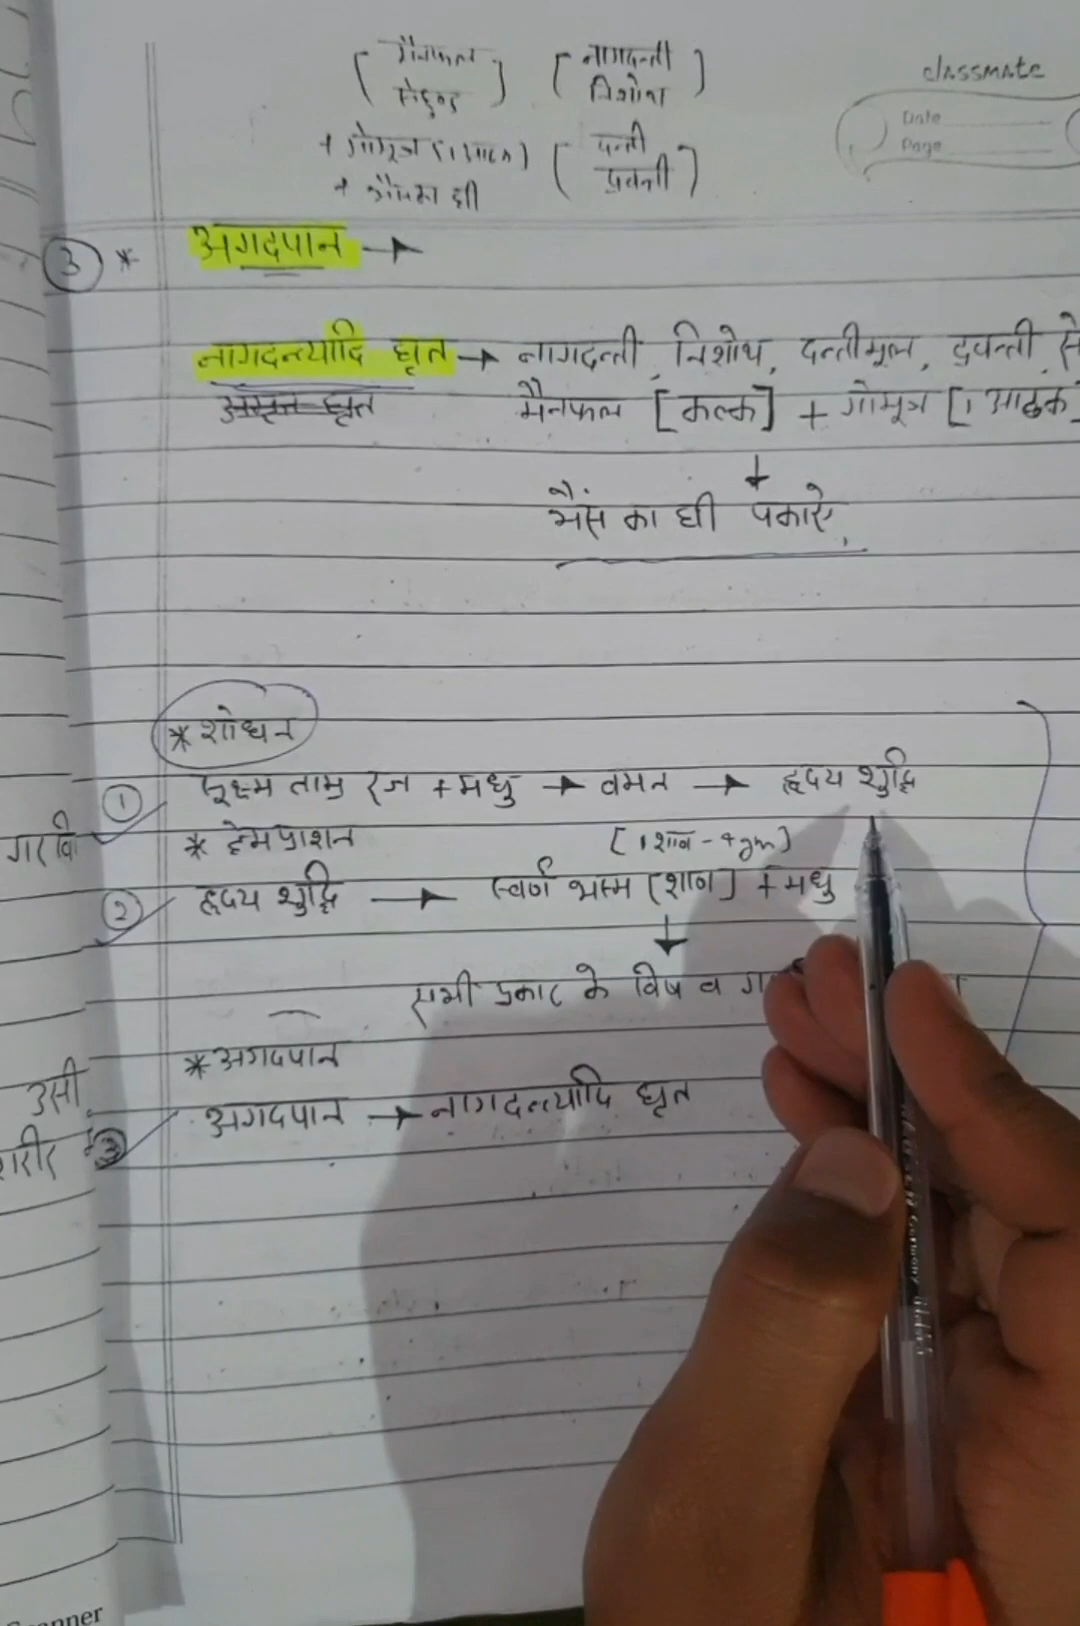 [ मैनफल ] [ नागदन्ती
सेहुण्ड निशोथ ]
classmate
Date
Page
+ गोमूत्र (1 आढक) [ दन्ती
+ भैंस का घी द्रवन्ती ]
3 * अगदपान →
नागदन्त्यादि घृत → नागदन्ती, निशोथ, दन्तीमूल, द्रवन्ती से
अमृत घृत मैनफल [कल्क] + गोमूत्र [1 आढक]
↓
भैंस का घी पकाऐ,
* शोधन
1 सूक्ष्म ताम्र रज + मधु → वमन → हृदय शुद्धि
गरवि
* हेमप्राशन [1 शाण - 4 gm]
2 हृदय शुद्धि → स्वर्ण भस्म [शाण] + मधु
↓
सभी प्रकार के विष व
* अगदपान
उसी
3 अगदपान → नागदन्त्यादि घृत
शरीर